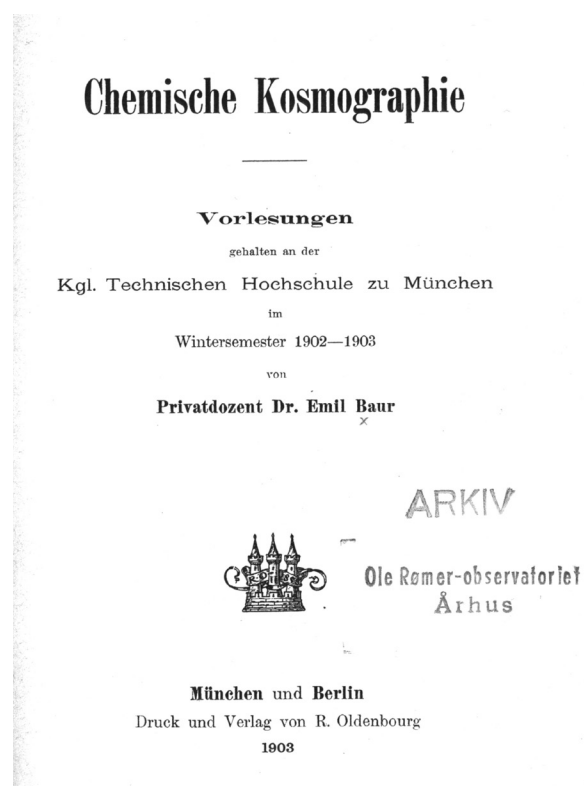 Chemische Kosmographie
Vorlesungen
gehalten an der
Kgl. Technischen Hochschule zu München
im
Wintersemester 1902—1903
von
Privatdozent Dr. Emil Baur
x
ARKIV
Ole Rømer-observatoriet
Århus
München und Berlin
Druck und Verlag von R. Oldenbourg
1903